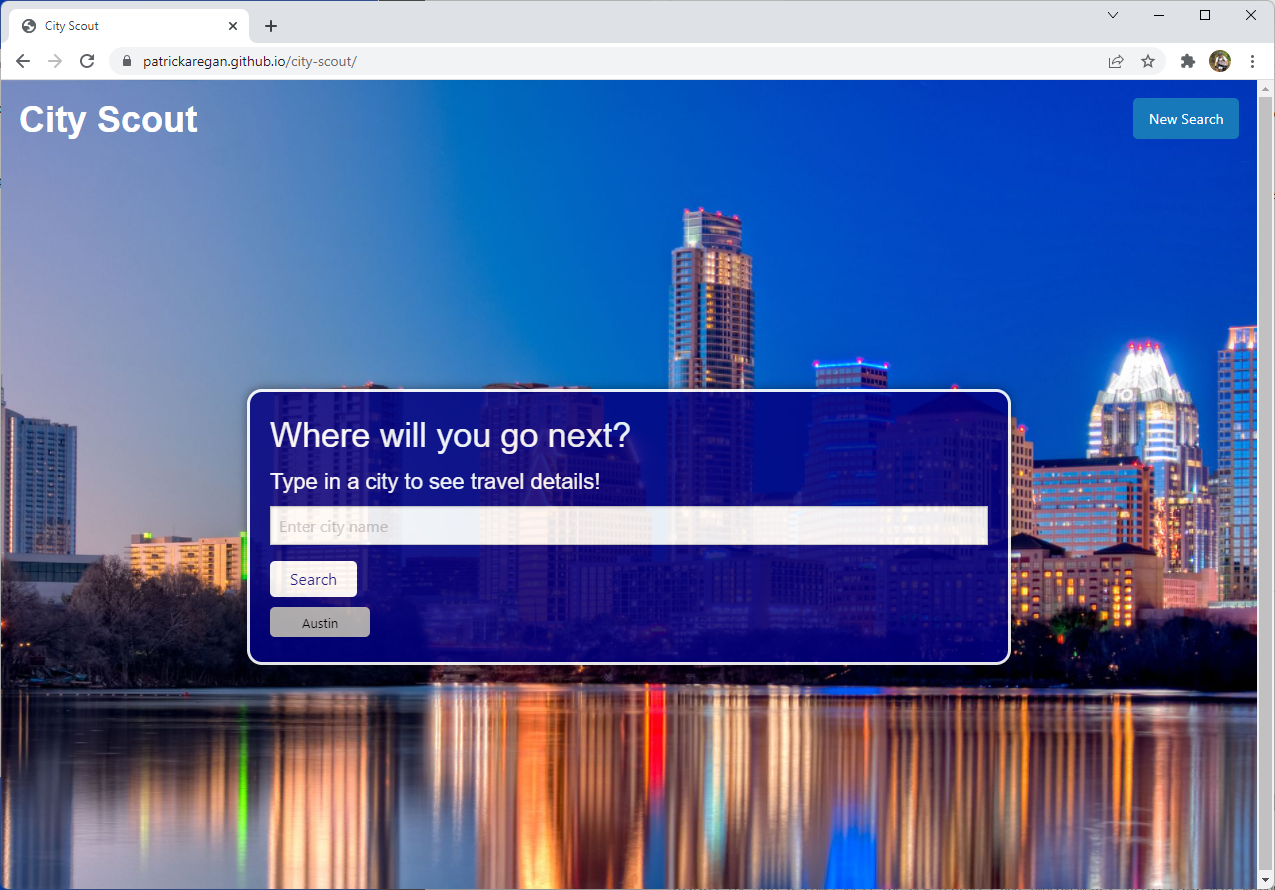 City Scout
patrickaregan.github.io/city-scout/
City Scout
New Search
Where will you go next?
Type in a city to see travel details!
Enter city name
Search
Austin